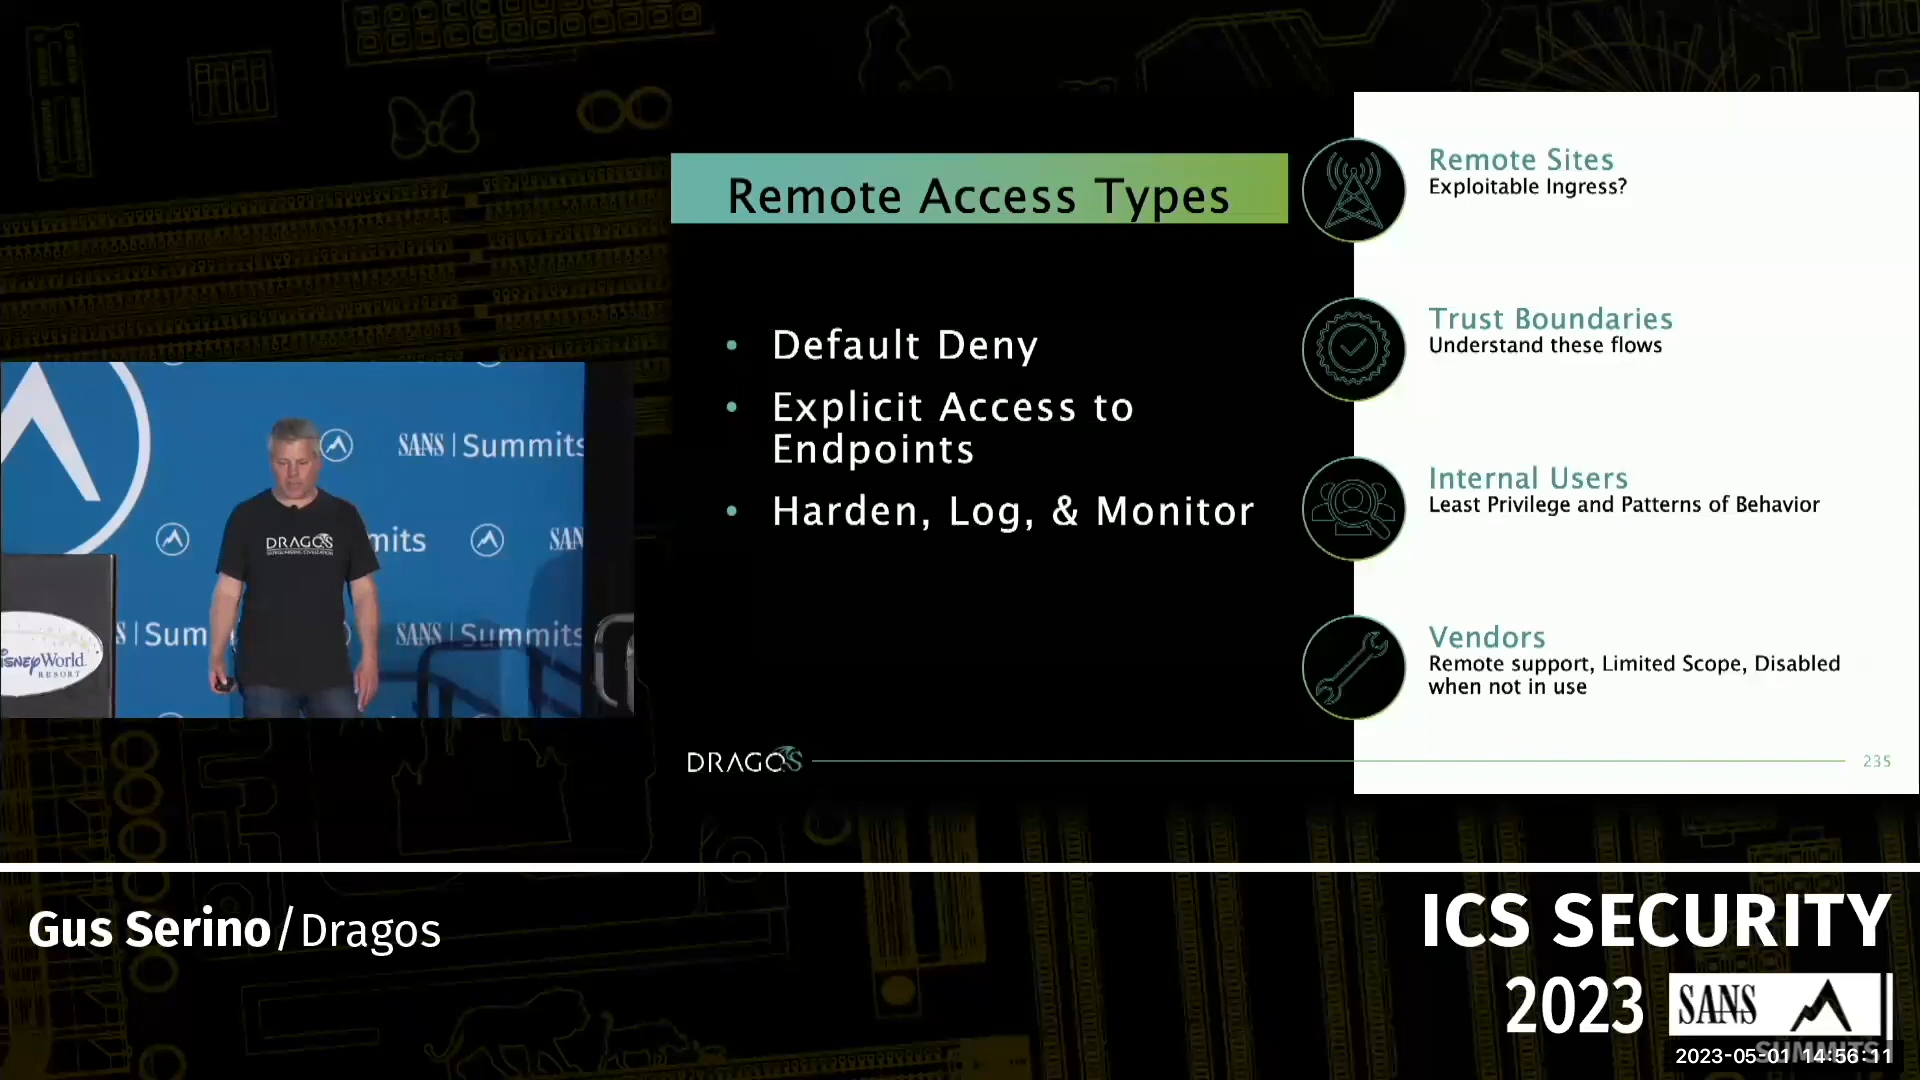 Remote Access Types
• Default Deny
• Explicit Access to
Endpoints
• Harden, Log, & Monitor
Remote Sites
Exploitable Ingress?
Trust Boundaries
Understand these flows
Internal Users
Least Privilege and Patterns of Behavior
Vendors
Remote support, Limited Scope, Disabled
when not in use
DRAGOS
235
SANS | Summits
mits
SAN
S | Sum
SANS | Summits
DRAGOS
isneyWorld.
RESORT
Gus Serino/Dragos
ICS SECURITY
2023
SANS
SUMMITS
2023-05-01 14:56:11